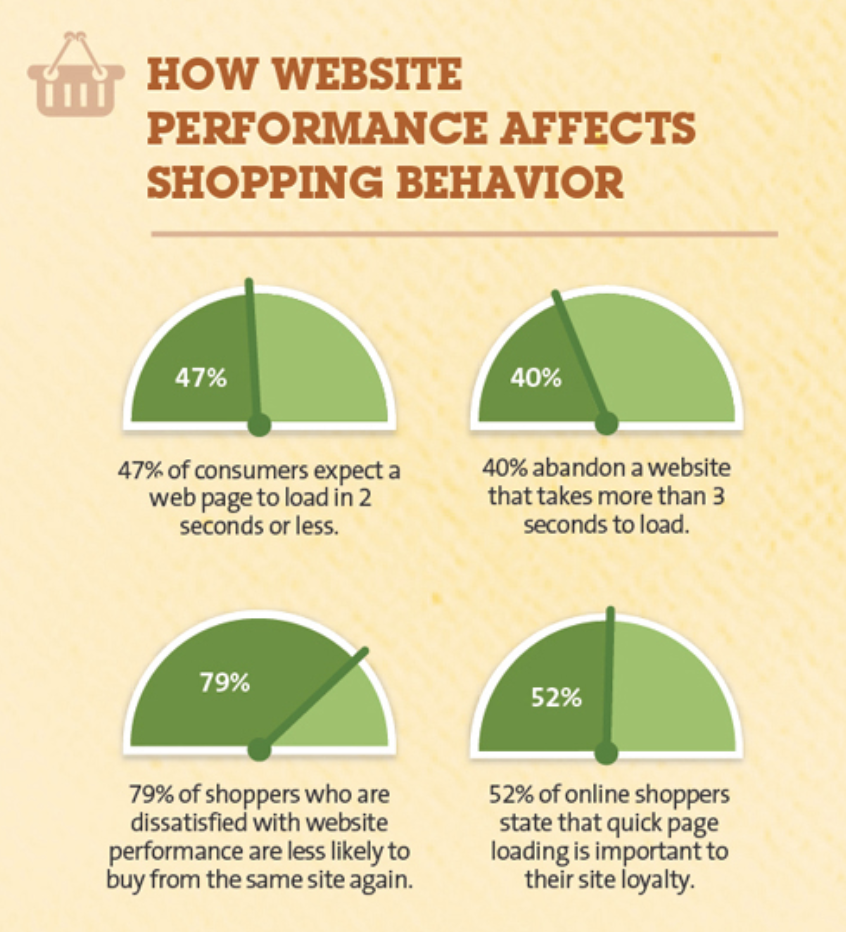 HOW WEBSITE
PERFORMANCE AFFECTS
SHOPPING BEHAVIOR
47%
47% of consumers expect a
web page to load in 2
seconds or less.
40%
40% abandon a website
that takes more than 3
seconds to load.
79%
79% of shoppers who are
dissatisfied with website
performance are less likely to
buy from the same site again.
52%
52% of online shoppers
state that quick page
loading is important to
their site loyalty.